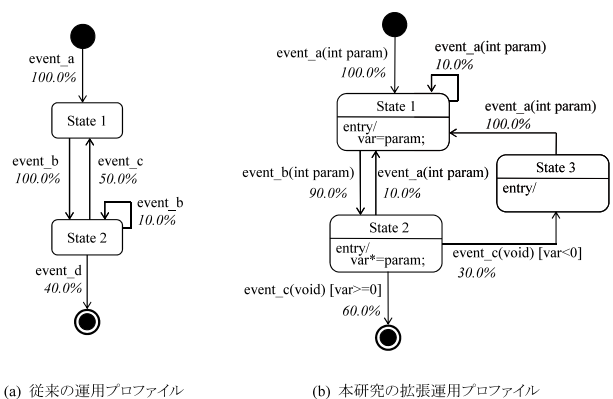 event_a
100.0%
State 1
event_b
100.0%
event_c
50.0%
event_b
10.0%
State 2
event_d
40.0%
(a) 従来の運用プロファイル
event_a(int param)
100.0%
event_a(int param)
10.0%
State 1
entry/
var=param;
event_a(int param)
100.0%
State 3
entry/
event_b(int param)
90.0%
event_a(int param)
10.0%
State 2
entry/
var*=param;
event_c(void) [var<0]
30.0%
event_c(void) [var>=0]
60.0%
(b) 本研究の拡張運用プロファイル